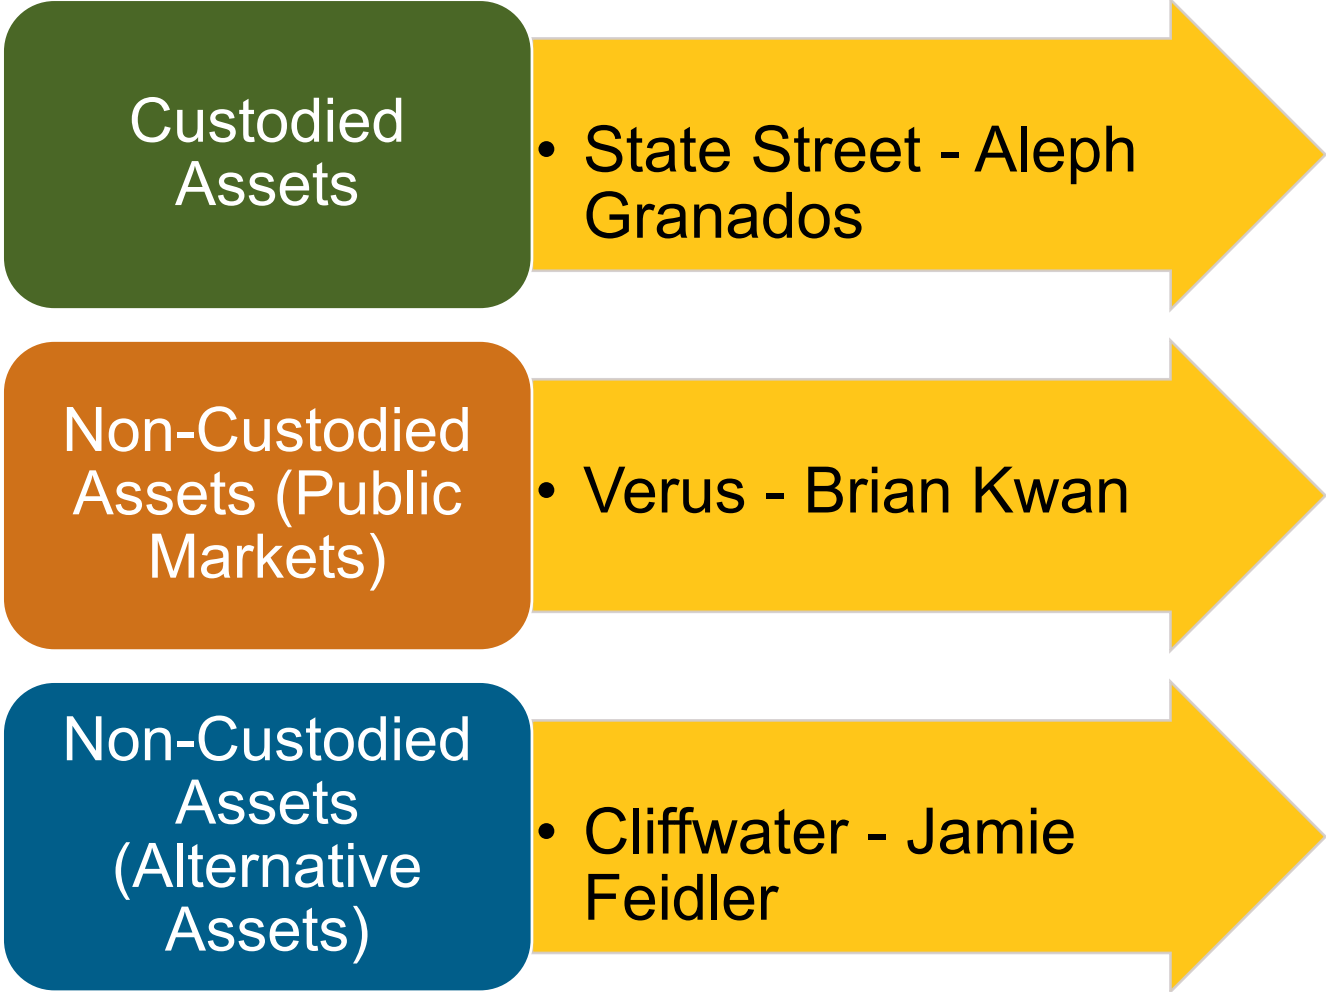 Custodied
Assets
• State Street - Aleph
Granados
Non-Custodied
Assets (Public
Markets)
• Verus - Brian Kwan
Non-Custodied
Assets
(Alternative
Assets)
• Cliffwater - Jamie
Feidler